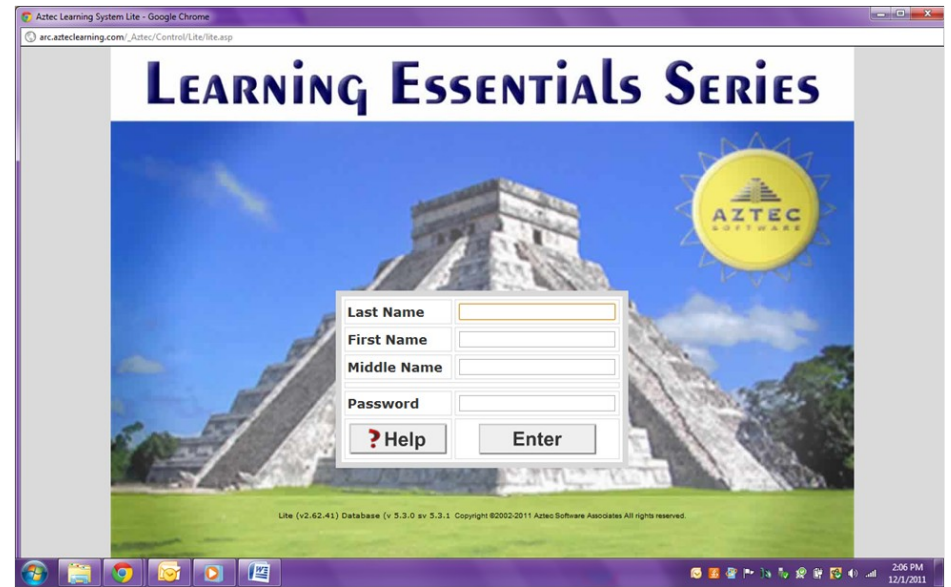 Aztec Learning System Lite - Google Chrome
arc.azteclearning.com/_Aztec/Control/Lite/lite.asp
LEARNING ESSENTIALS SERIES
AZTEC
SOFTWARE
Last Name
First Name
Middle Name
Password
?Help Enter
Lite (v2.62.41) Database (v 5.3.0 sv 5.3.1 Copyright ©2002-2011 Aztec Software Associates All rights reserved.
2:06 PM
12/1/2011